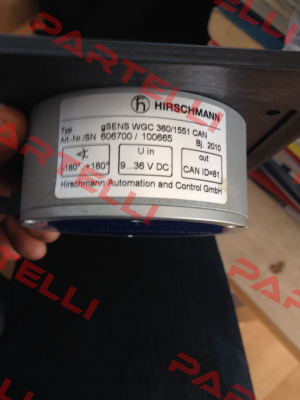 HIRSCHMANN
Typ gSENS WGC 360/1551 CAN
Art.Nr./SN 606700 / 100665 Bj. 2010
U in out
-180° +180° 9...36 V DC CAN ID=81
Hirschmann Automation and Control GmbH
PARTELLI
PARTELLI
PARTELLI
PARTELLI